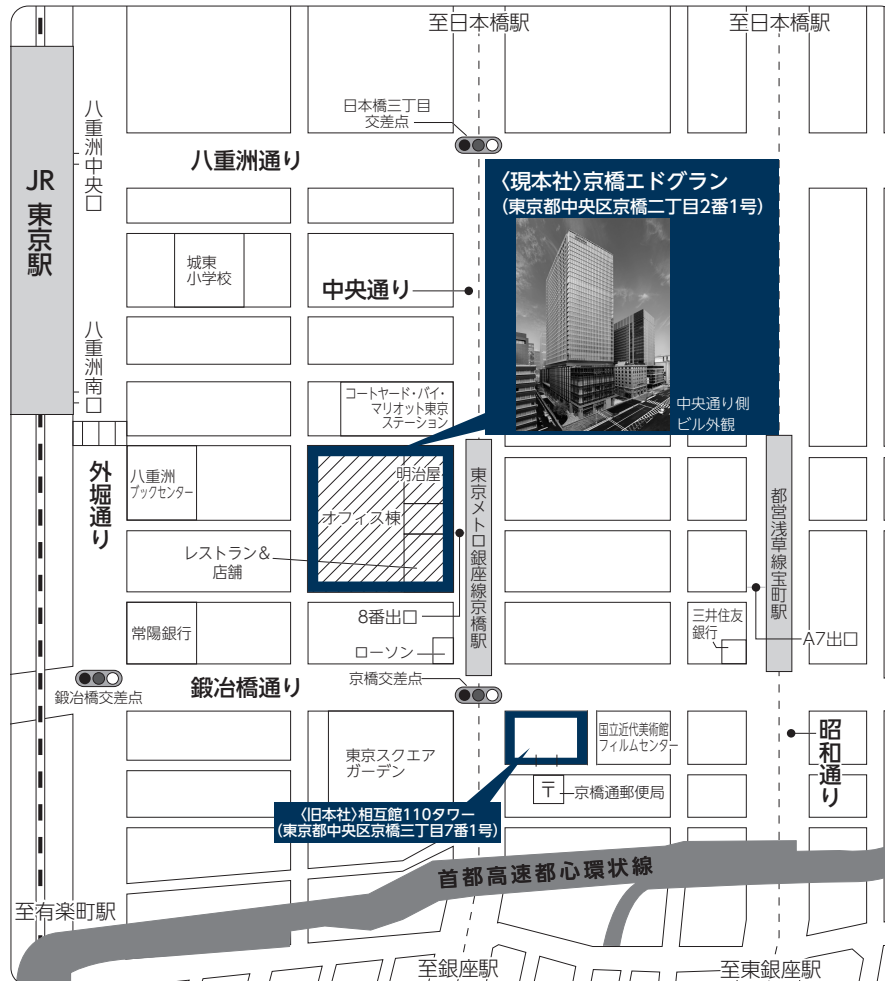 至日本橋駅
至日本橋駅
日本橋三丁目
交差点
八重洲中央口
八重洲通り
JR
東京駅
〈現本社〉京橋エドグラン
(東京都中央区京橋二丁目2番1号)
城東
小学校
中央通り
八重洲南口
コートヤード・バイ・
マリオット東京
ステーション
中央通り側
ビル外観
外堀通り
八重洲
ブックセンター
明治屋
オフィス棟
東京メトロ銀座線京橋駅
都営浅草線宝町駅
レストラン&
店舗
8番出口
三井住友
銀行
A7出口
常陽銀行
ローソン
鍛冶橋交差点
鍛冶橋通り
京橋交差点
東京スクエア
ガーデン
国立近代美術館
フィルムセンター
昭和通り
〒
京橋通郵便局
〈旧本社〉相互館110タワー
(東京都中央区京橋三丁目7番1号)
首都高速都心環状線
至有楽町駅
至銀座駅
至東銀座駅